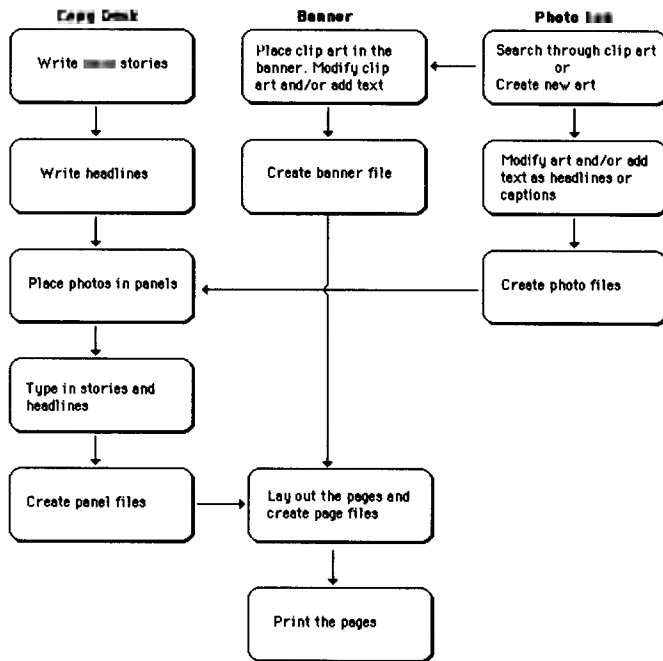 Write stories
Write headlines
Place photos in panels
Type in stories and
headlines
Create panel files
Banner
Place clip art in the
banner. Modify clip
art and/or add text
Create banner file
Photo
Search through clip art
or
Create new art
Modify art and/or add
text as headlines or
captions
Create photo files
Lay out the pages and
create page files
Print the pages